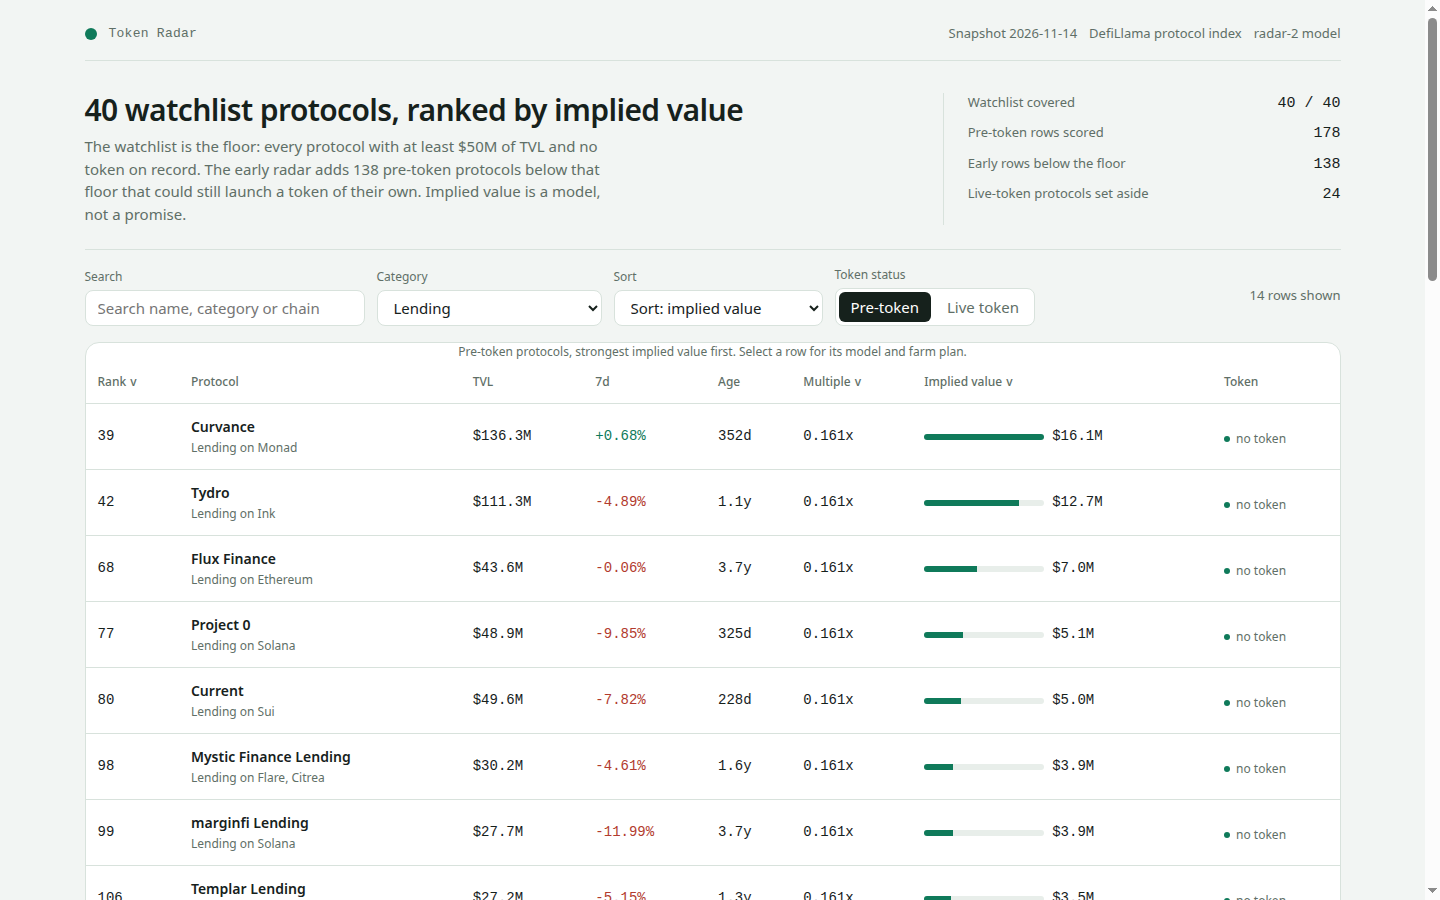 Token Radar
Snapshot 2026-11-14 DefiLlama protocol index radar-2 model
40 watchlist protocols, ranked by implied value
The watchlist is the floor: every protocol with at least $50M of TVL and no
token on record. The early radar adds 138 pre-token protocols below that
floor that could still launch a token of their own. Implied value is a model,
not a promise.
Watchlist covered 40 / 40
Pre-token rows scored 178
Early rows below the floor 138
Live-token protocols set aside 24
Search
Category
Sort
Token status
Search name, category or chain
Lending
Sort: implied value
Pre-token
Live token
14 rows shown
Pre-token protocols, strongest implied value first. Select a row for its model and farm plan.
Rank v Protocol TVL 7d Age Multiple v Implied value v Token
39 Curvance $136.3M +0.68% 352d 0.161x $16.1M no token
Lending on Monad
42 Tydro $111.3M -4.89% 1.1y 0.161x $12.7M no token
Lending on Ink
68 Flux Finance $43.6M -0.06% 3.7y 0.161x $7.0M no token
Lending on Ethereum
77 Project 0 $48.9M -9.85% 325d 0.161x $5.1M no token
Lending on Solana
80 Current $49.6M -7.82% 228d 0.161x $5.0M no token
Lending on Sui
98 Mystic Finance Lending $30.2M -4.61% 1.6y 0.161x $3.9M no token
Lending on Flare, Citrea
99 marginfi Lending $27.7M -11.99% 3.7y 0.161x $3.9M no token
Lending on Solana
106 Templar Lending $27.2M -5.15% 1.3y 0.161x $3.5M no token